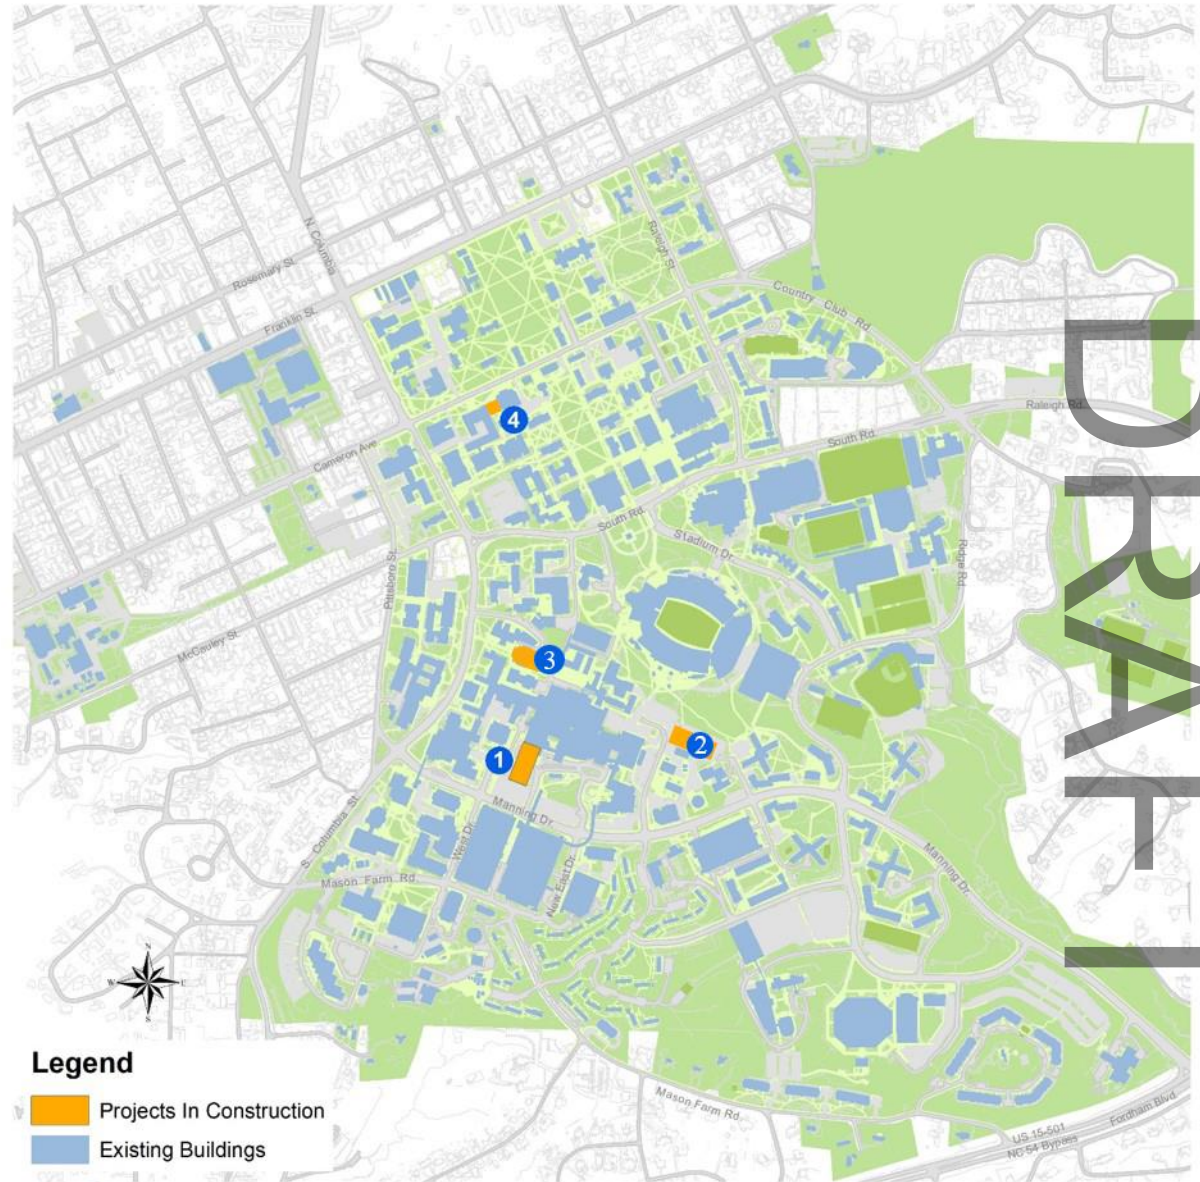 N. Columbia
Rosemary St.
Franklin St.
Raleigh St.
Country Club Rd
Raleigh Rd.
South Rd.
Cameron Ave
4
South Rd.
Stadium Dr.
Ridge Rd.
Pittsboro St.
McCauley St.
3
2
1
Manning Dr.
S. Columbia St
West Dr.
New East Dr.
Mason Farm Rd.
Manning Dr.
N
W
E
S
Legend
Projects In Construction
Existing Buildings
Mason Farm Rd.
US 15-501
NC 54 Bypass
Fordham Blvd.